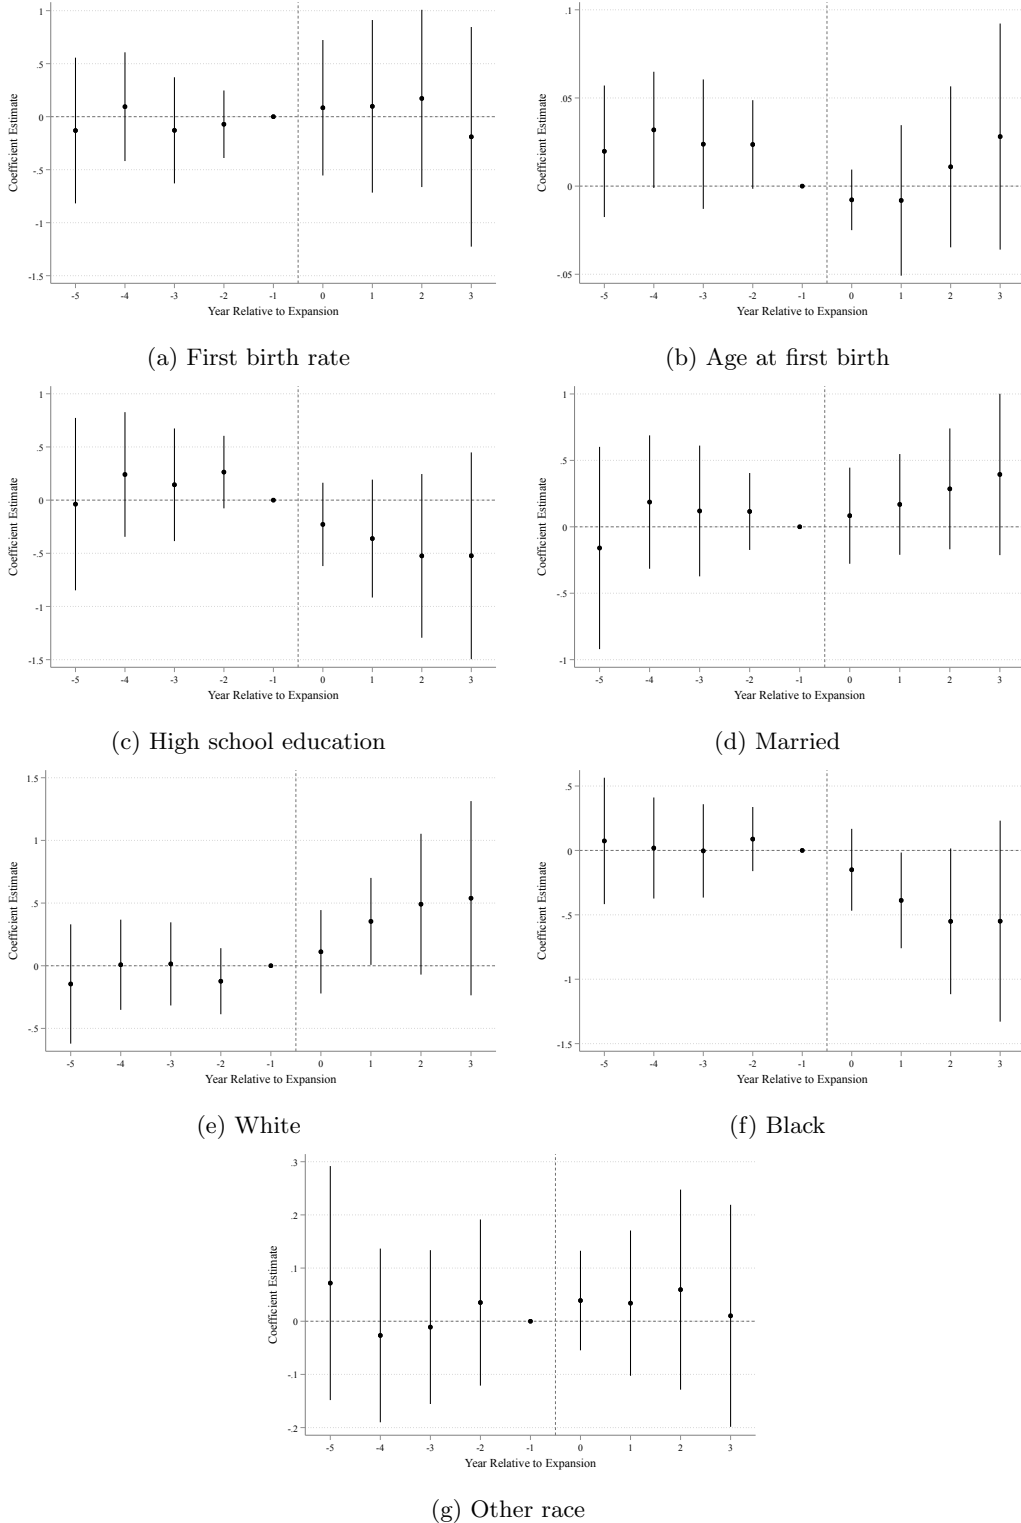 1
.5
0
-.5
-1
-1.5
Coefficient Estimate
-5 -4 -3 -2 -1 0 1 2 3
Year Relative to Expansion
(a) First birth rate
.1
.05
0
-.05
Coefficient Estimate
-5 -4 -3 -2 -1 0 1 2 3
Year Relative to Expansion
(b) Age at first birth
1
.5
0
-.5
-1
-1.5
Coefficient Estimate
-5 -4 -3 -2 -1 0 1 2 3
Year Relative to Expansion
(c) High school education
1
.5
0
-.5
-1
Coefficient Estimate
-5 -4 -3 -2 -1 0 1 2 3
Year Relative to Expansion
(d) Married
1.5
1
.5
0
-.5
Coefficient Estimate
-5 -4 -3 -2 -1 0 1 2 3
Year Relative to Expansion
(e) White
.5
0
-.5
-1
-1.5
Coefficient Estimate
-5 -4 -3 -2 -1 0 1 2 3
Year Relative to Expansion
(f) Black
.3
.2
.1
0
-.1
-.2
Coefficient Estimate
-5 -4 -3 -2 -1 0 1 2 3
Year Relative to Expansion
(g) Other race